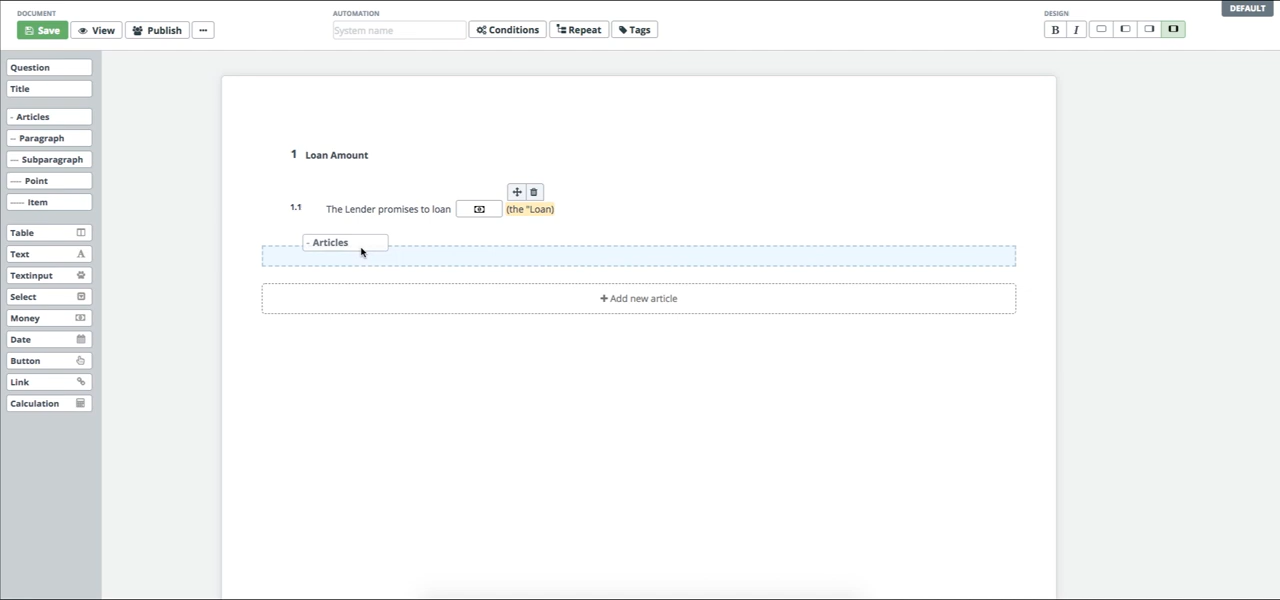 DOCUMENT
AUTOMATION
DESIGN
DEFAULT
Save
View
Publish
System name
Conditions
Repeat
Tags
B
I
Question
Title
- Articles
-- Paragraph
--- Subparagraph
---- Point
---- Item
Table
Text
A
Textinput
Select
Money
Date
Button
Link
Calculation
1 Loan Amount
1.1 The Lender promises to loan (the "Loan)
- Articles
+ Add new article